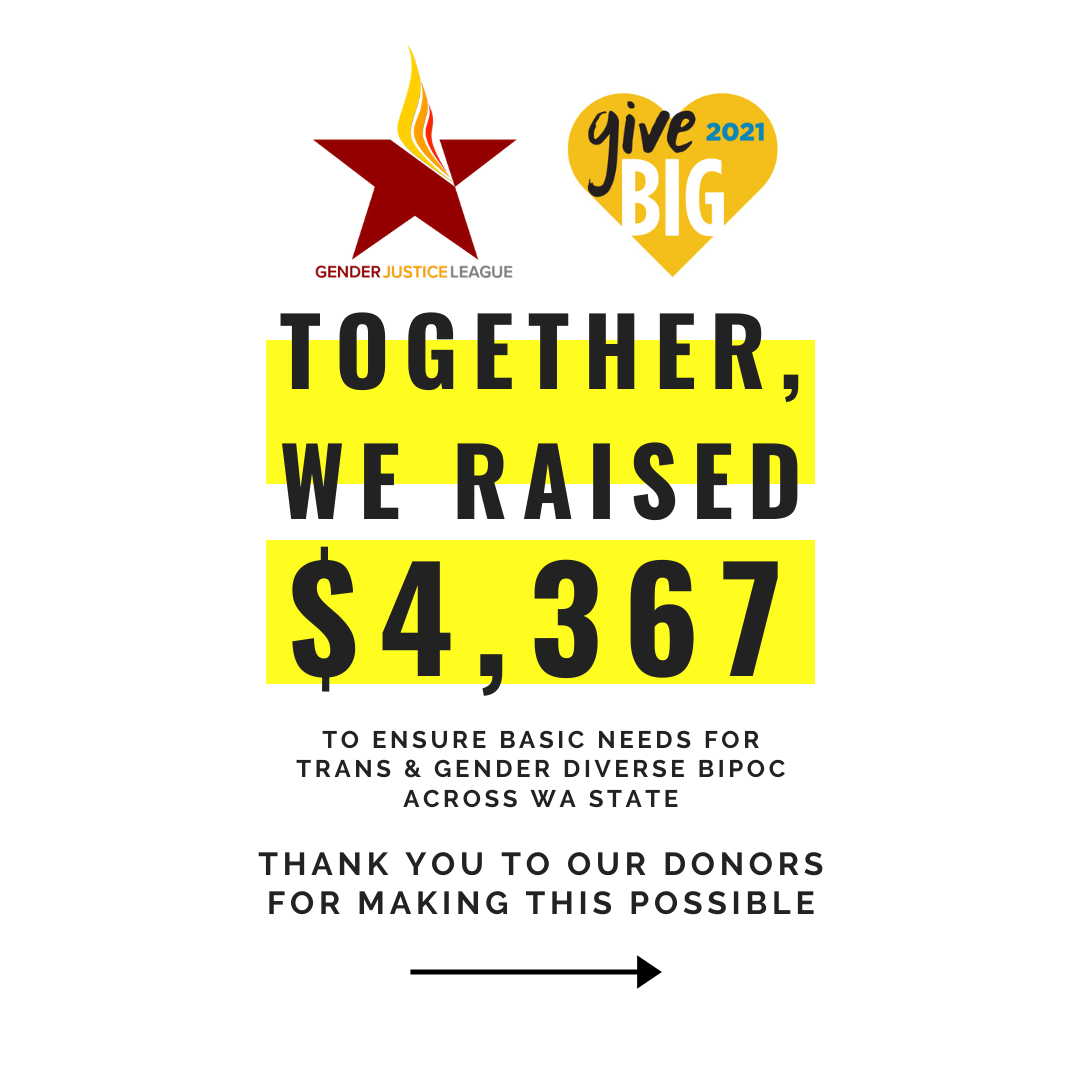 GENDER JUSTICE LEAGUE
give 2021
BIG
TOGETHER,
WE RAISED
$4,367
TO ENSURE BASIC NEEDS FOR
TRANS & GENDER DIVERSE BIPOC
ACROSS WA STATE
THANK YOU TO OUR DONORS
FOR MAKING THIS POSSIBLE